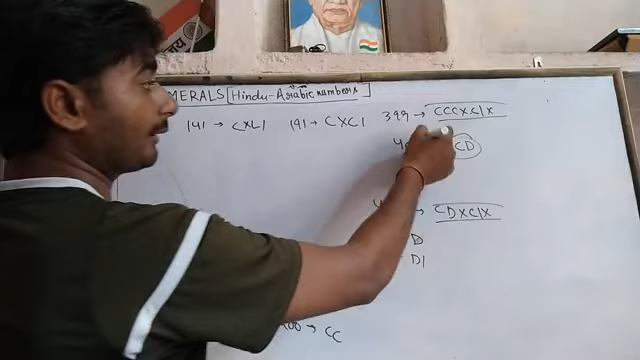 MERALS [Hindu-Arabic numbers]
141 → CXLI 191 → CXCI 399 → CCCXCIX
CD
CDXCIX
D
DI
→ CC